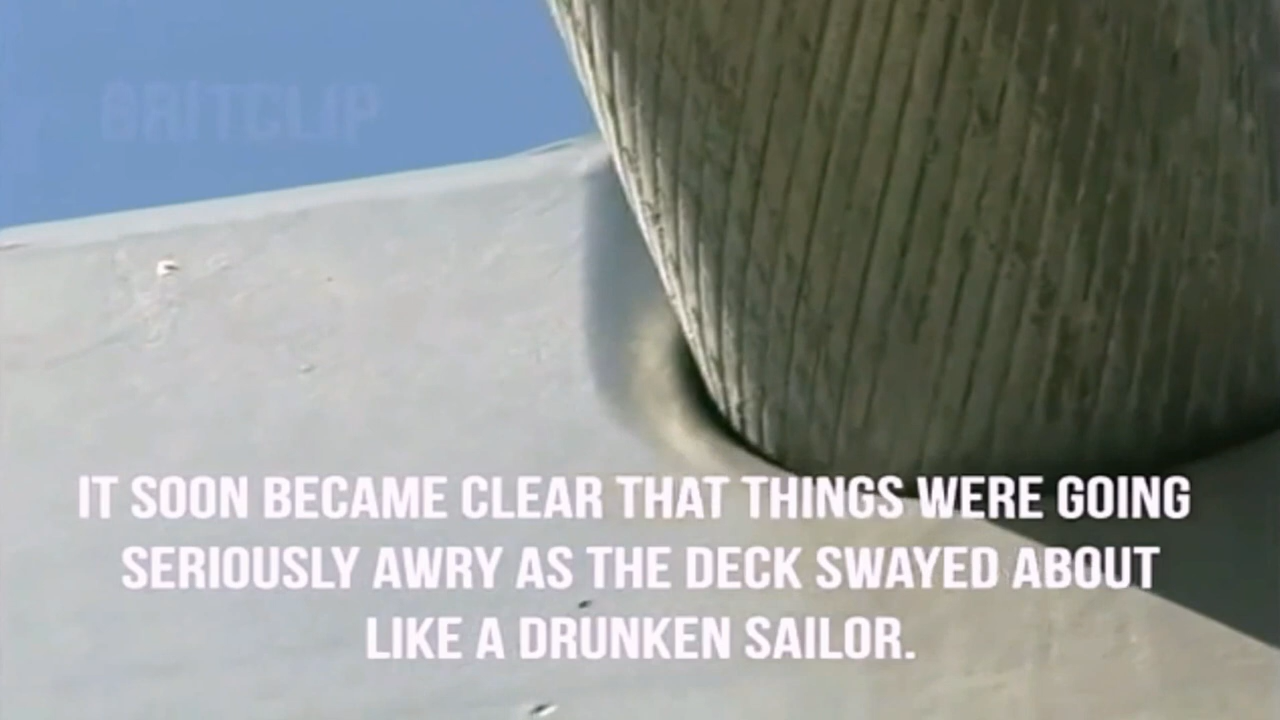 BRITCLIP
IT SOON BECAME CLEAR THAT THINGS WERE GOING
SERIOUSLY AWRY AS THE DECK SWAYED ABOUT
LIKE A DRUNKEN SAILOR.